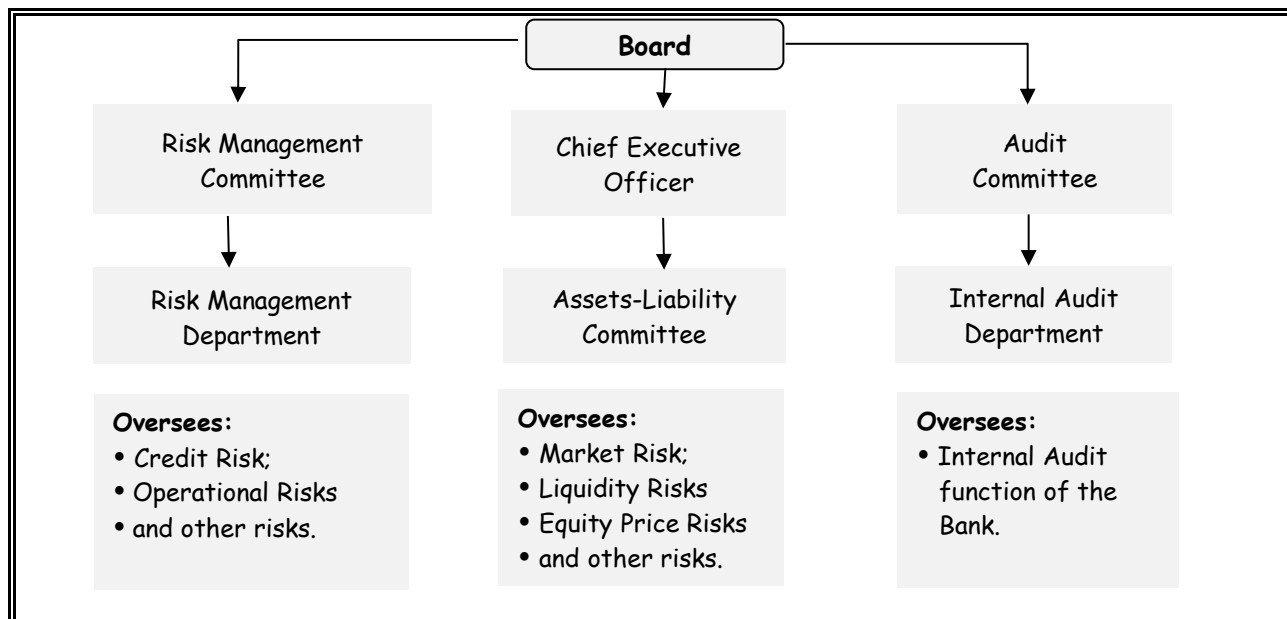 Board
Risk Management
Committee
Chief Executive
Officer
Audit
Committee
Risk Management
Department
Assets-Liability
Committee
Internal Audit
Department
Oversees:
• Credit Risk;
• Operational Risks
• and other risks.
Oversees:
• Market Risk;
• Liquidity Risks
• Equity Price Risks
• and other risks.
Oversees:
• Internal Audit
function of the
Bank.